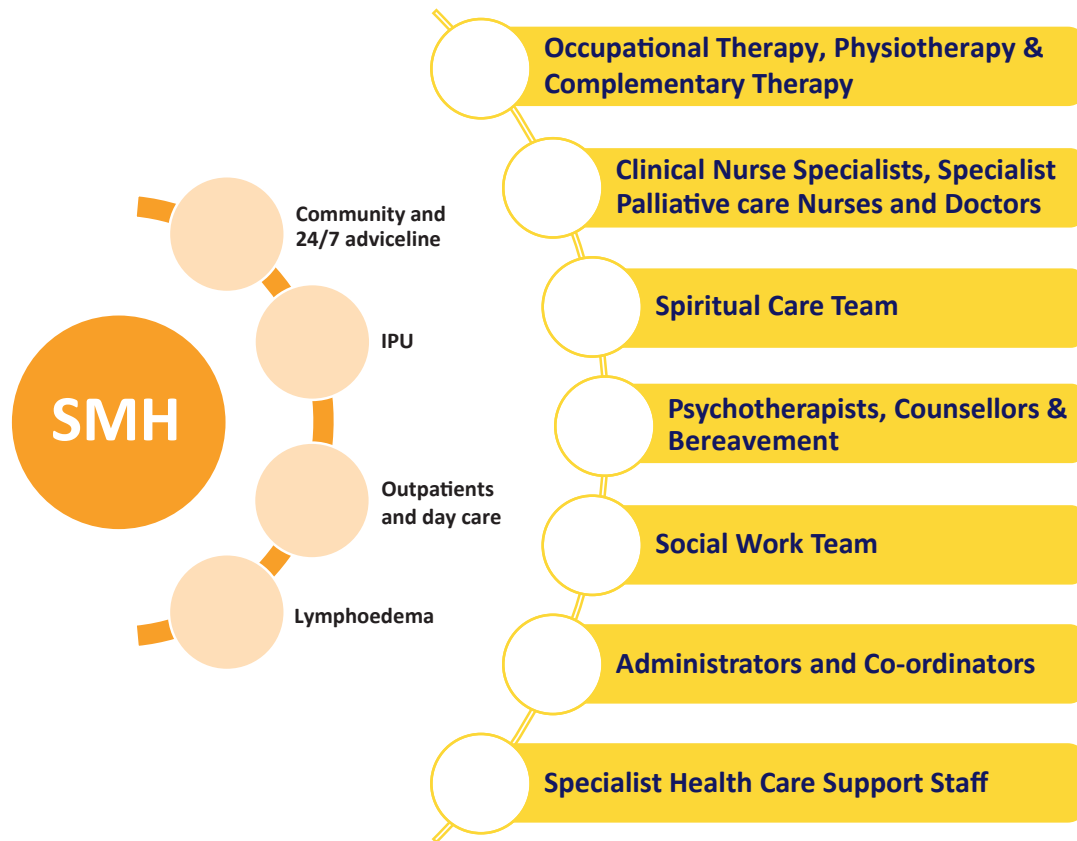 SMH
Community and
24/7 adviceline
IPU
Outpatients
and day care
Lymphoedema
Occupational Therapy, Physiotherapy &
Complementary Therapy
Clinical Nurse Specialists, Specialist
Palliative care Nurses and Doctors
Spiritual Care Team
Psychotherapists, Counsellors &
Bereavement
Social Work Team
Administrators and Co-ordinators
Specialist Health Care Support Staff